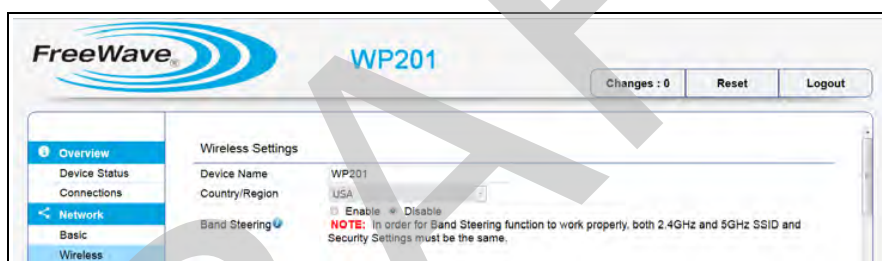 FreeWave®
WP201
Changes : 0 Reset Logout
Overview
Device Status
Connections
Network
Basic
Wireless
Wireless Settings
Device Name WP201
Country/Region USA
Band Steering Enable Disable
NOTE: In order for Band Steering function to work properly, both 2.4GHz and 5GHz SSID and
Security Settings must be the same.